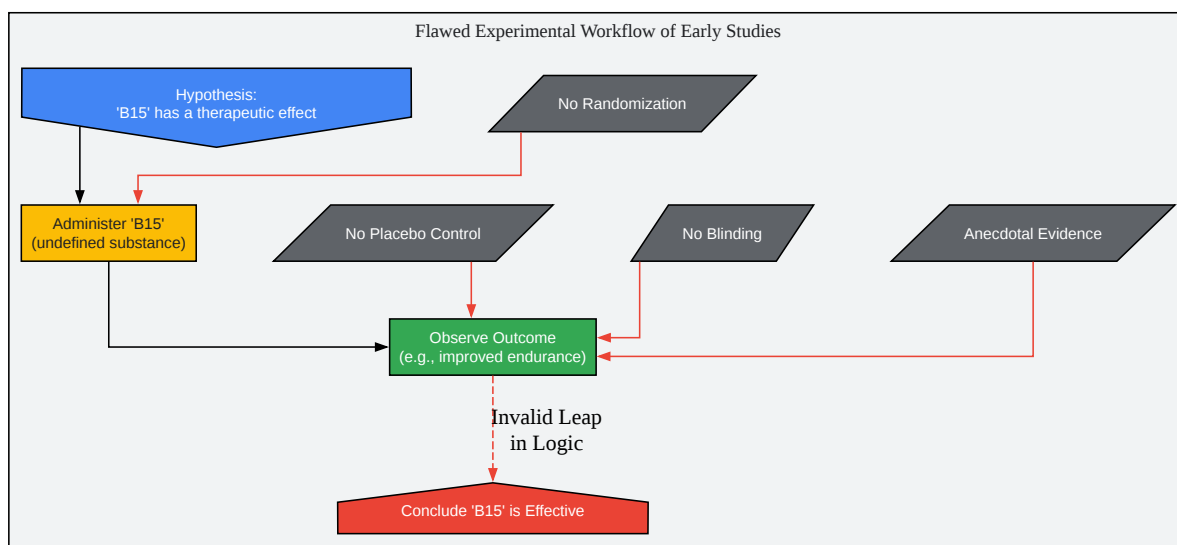 Flawed Experimental Workflow of Early Studies
Hypothesis:
'B15' has a therapeutic effect
No Randomization
Administer 'B15'
(undefined substance)
No Placebo Control
No Blinding
Anecdotal Evidence
Observe Outcome
(e.g., improved endurance)
Invalid Leap
in Logic
Conclude 'B15' is Effective